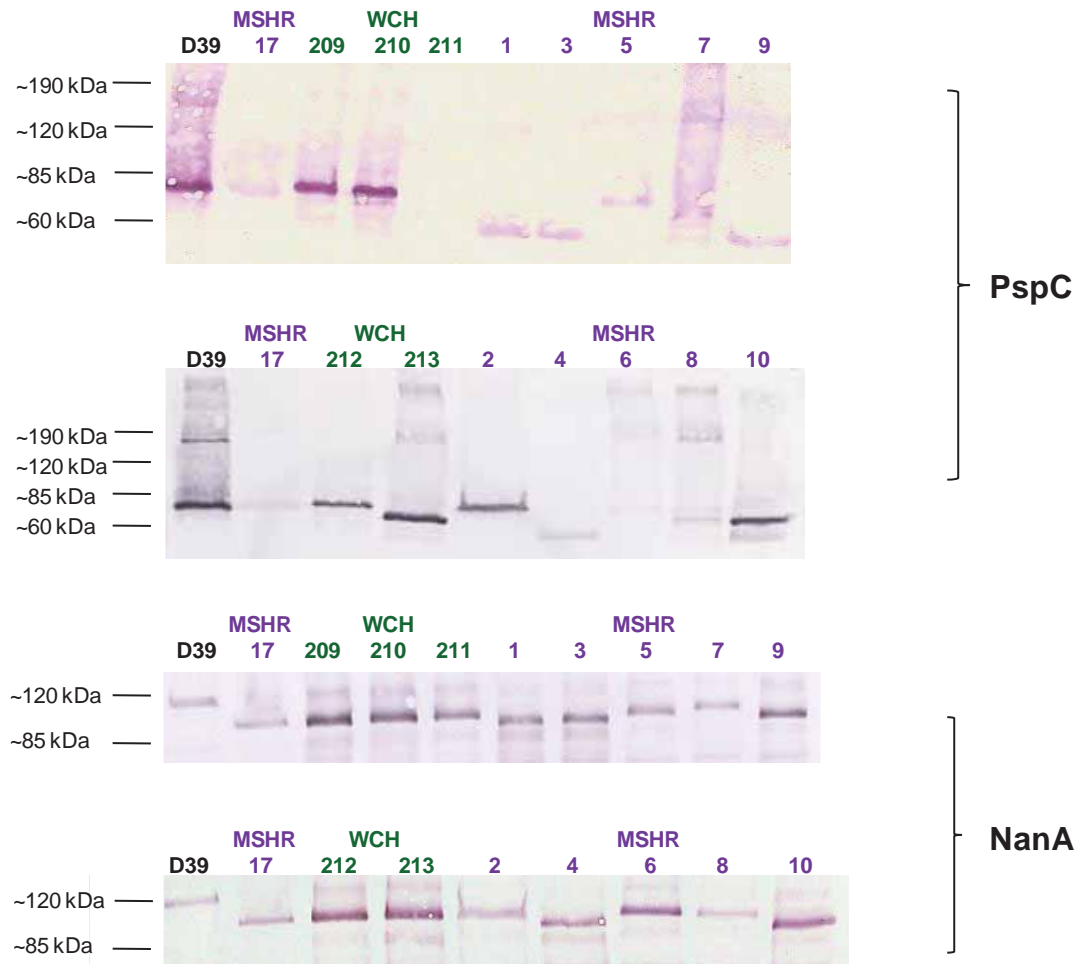 MSHR WCH MSHR
D39 17 209 210 211 1 3 5 7 9
~190 kDa
~120 kDa
~85 kDa
~60 kDa
PspC
MSHR WCH MSHR
D39 17 212 213 2 4 6 8 10
~190 kDa
~120 kDa
~85 kDa
~60 kDa
MSHR WCH MSHR
D39 17 209 210 211 1 3 5 7 9
~120 kDa
~85 kDa
NanA
MSHR WCH MSHR
D39 17 212 213 2 4 6 8 10
~120 kDa
~85 kDa